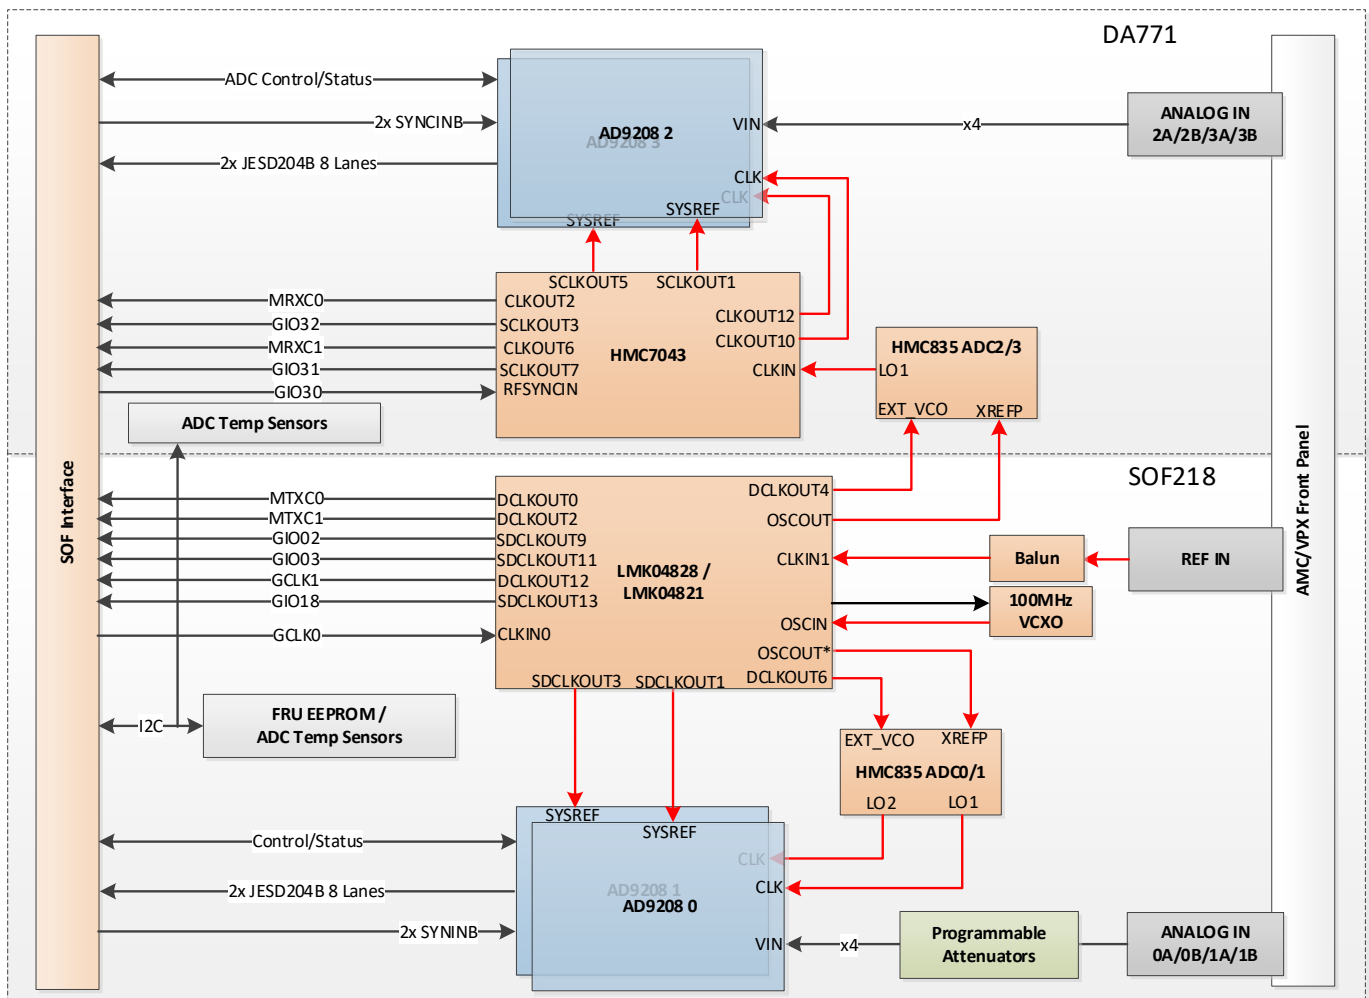 DA771
ADC Control/Status
2x SYNCINB
2x JESD204B 8 Lanes
AD9208 2
AD9208 3
VIN
x4
ANALOG IN
2A/2B/3A/3B
CLK
CLK
SYSREF
SYSREF
SCLKOUT5
SCLKOUT1
MRXC0
CLKOUT2
GIO32
SCLKOUT3
MRXC1
CLKOUT6
GIO31
SCLKOUT7
GIO30
RFSYNCIN
HMC7043
CLKOUT12
CLKOUT10
CLKIN
HMC835 ADC2/3
LO1
EXT_VCO
XREFP
ADC Temp Sensors
SOF Interface
AMC/VPX Front Panel
SOF218
MTXC0
DCLKOUT0
MTXC1
DCLKOUT2
GIO02
SDCLKOUT9
GIO03
SDCLKOUT11
GCLK1
DCLKOUT12
GIO18
SDCLKOUT13
GCLK0
CLKIN0
LMK04828 /
LMK04821
DCLKOUT4
OSCOUT
CLKIN1
OSCIN
OSCOUT*
DCLKOUT6
SDCLKOUT3
SDCLKOUT1
Balun
REF IN
100MHz
VCXO
I2C
FRU EEPROM /
ADC Temp Sensors
EXT_VCO
XREFP
HMC835 ADC0/1
LO2
LO1
SYSREF
SYSREF
Control/Status
2x JESD204B 8 Lanes
2x SYNINB
CLK
CLK
AD9208 1
AD9208 0
VIN
x4
Programmable
Attenuators
ANALOG IN
0A/0B/1A/1B